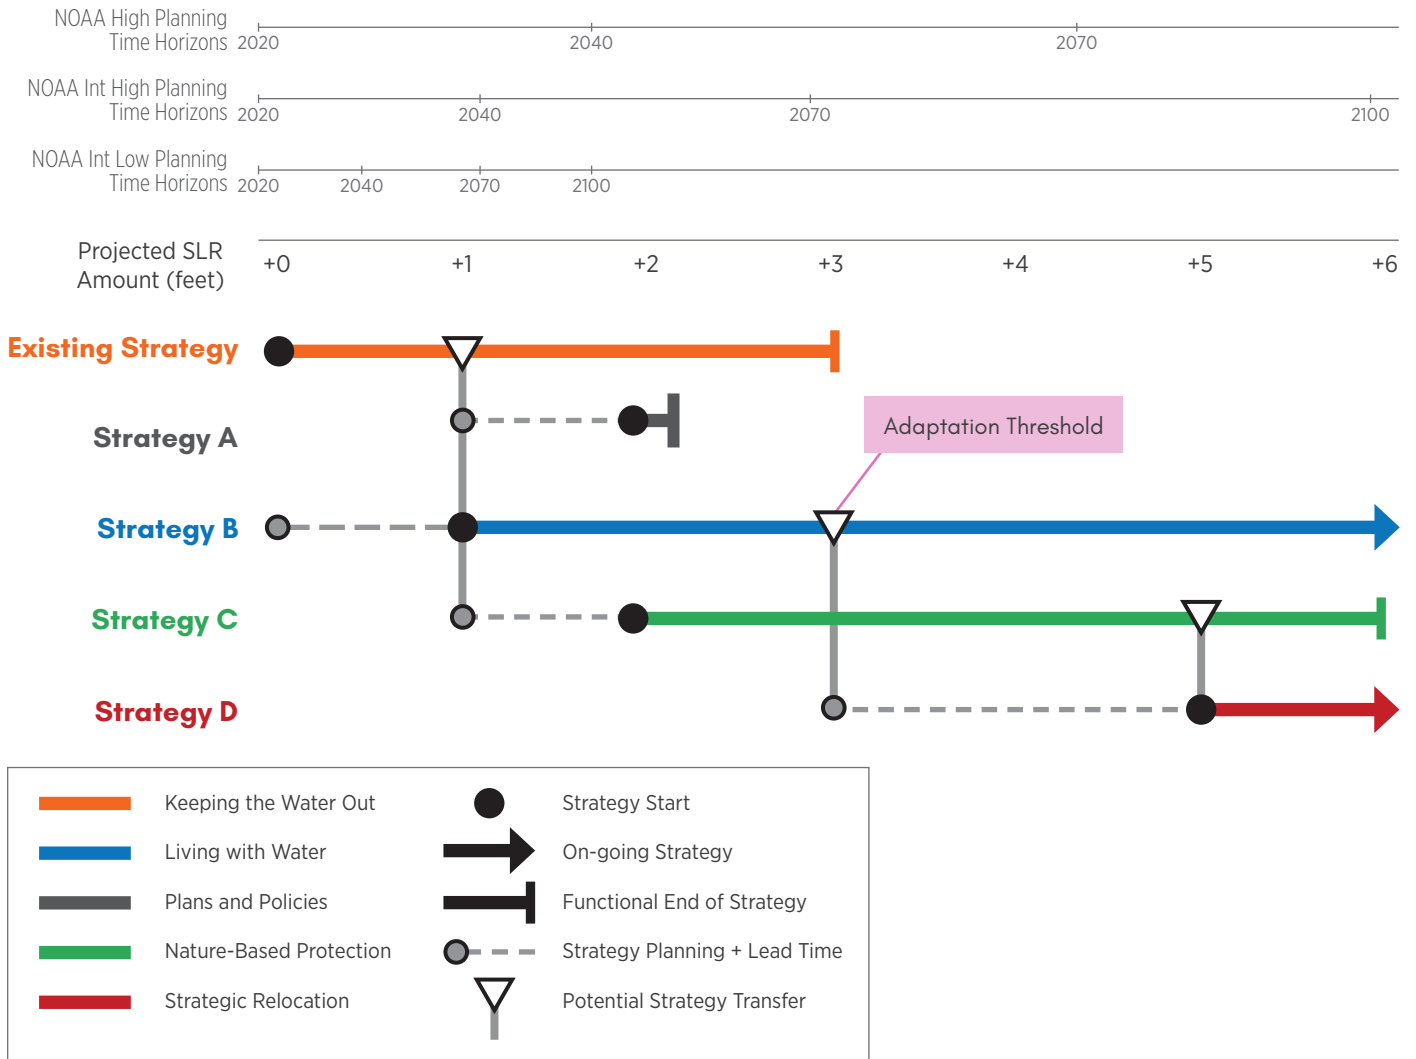 NOAA High Planning
Time Horizons
2020 2040 2070
NOAA Int High Planning
Time Horizons
2020 2040 2070 2100
NOAA Int Low Planning
Time Horizons
2020 2040 2070 2100
Projected SLR
Amount (feet)
+0 +1 +2 +3 +4 +5 +6
Existing Strategy
Strategy A
Adaptation Threshold
Strategy B
Strategy C
Strategy D
Keeping the Water Out
Living with Water
Plans and Policies
Nature-Based Protection
Strategic Relocation
Strategy Start
On-going Strategy
Functional End of Strategy
Strategy Planning + Lead Time
Potential Strategy Transfer